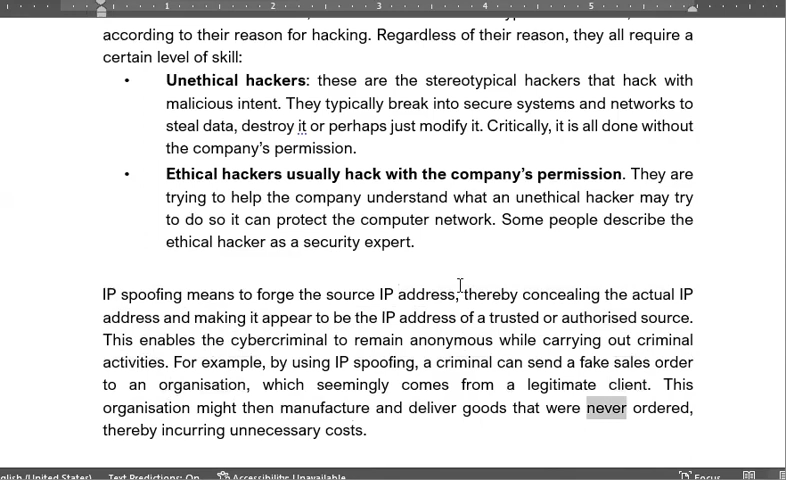 1 2 3 4 5
according to their reason for hacking. Regardless of their reason, they all require a
certain level of skill:
• Unethical hackers: these are the stereotypical hackers that hack with
malicious intent. They typically break into secure systems and networks to
steal data, destroy it or perhaps just modify it. Critically, it is all done without
the company's permission.
• Ethical hackers usually hack with the company's permission. They are
trying to help the company understand what an unethical hacker may try
to do so it can protect the computer network. Some people describe the
ethical hacker as a security expert.
IP spoofing means to forge the source IP address, thereby concealing the actual IP
address and making it appear to be the IP address of a trusted or authorised source.
This enables the cybercriminal to remain anonymous while carrying out criminal
activities. For example, by using IP spoofing, a criminal can send a fake sales order
to an organisation, which seemingly comes from a legitimate client. This
organisation might then manufacture and deliver goods that were never ordered,
thereby incurring unnecessary costs.
(United States) Text Predictions: On Accessibility: Unavailable Focus